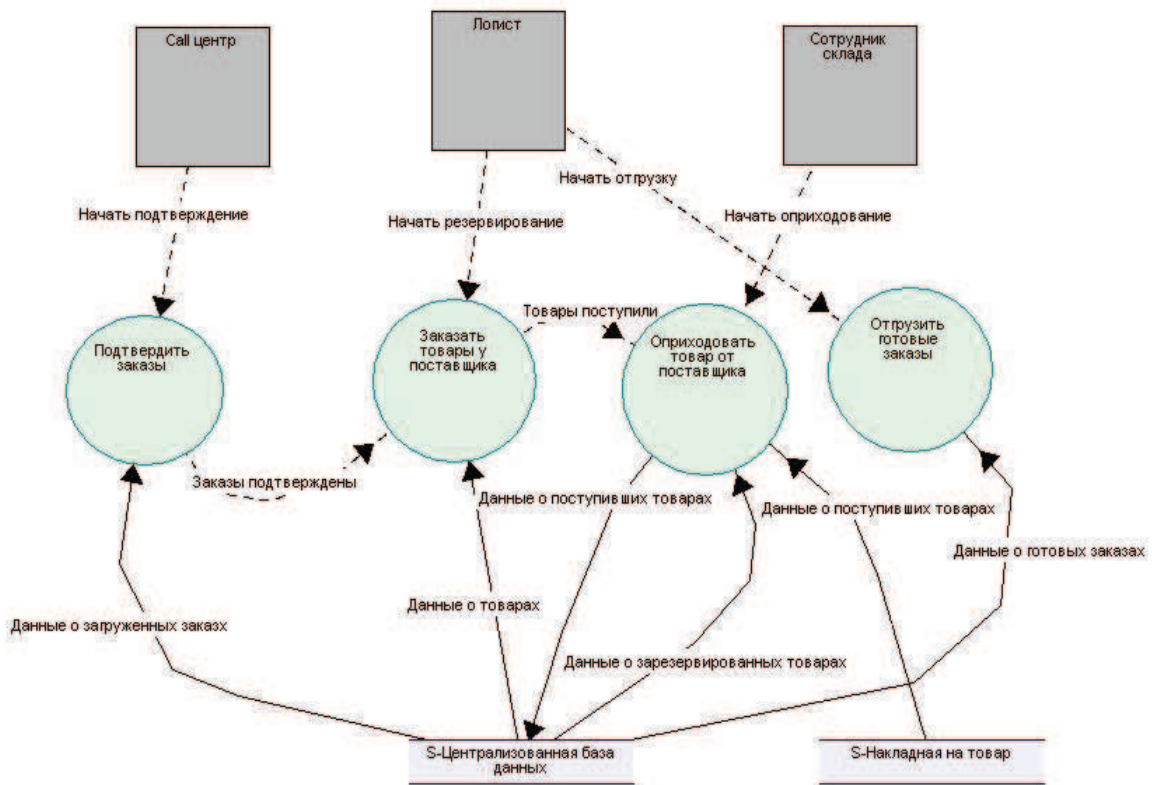 Call центр
Логист
Сотрудник
склада
Начать отгрузку
Начать подтверждение
Начать резервирование
Начать оприходование
Товары поступили
Подтвердить
заказы
Заказать
товары у
поставщика
Оприходовать
товар от
поставщика
Отгрузить
готовые
заказы
Заказы подтверждены
Данные о поступивших товарах
Данные о поступивших товарах
Данные о готовых заказах
Данные о товарах
Данные о загруженных заказх
Данные о зарезервированных товарах
S-Централизованная база
данных
S-Накладная на товар